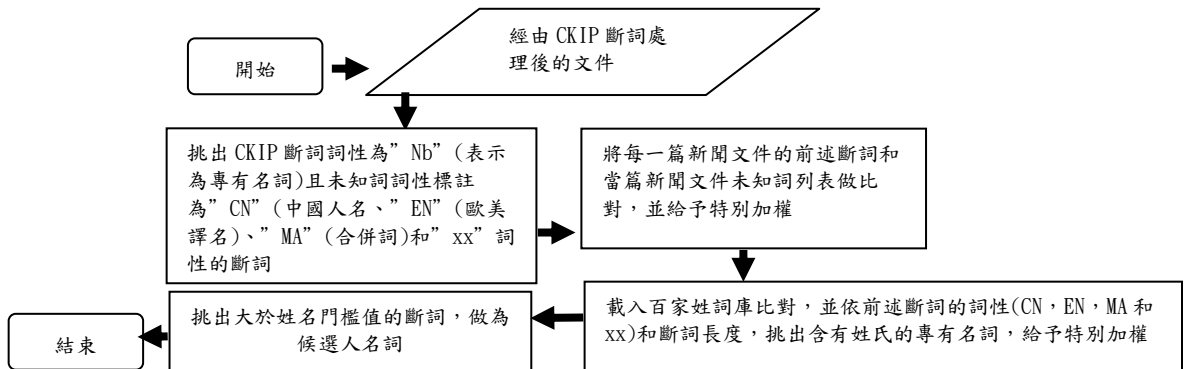 開始
經由 CKIP 斷詞處
理後的文件
挑出 CKIP 斷詞詞性為”Nb”(表示
為專有名詞)且未知詞詞性標註
為”CN”(中國人名、”EN”(歐美
譯名)、”MA”(合併詞)和”xx”詞
性的斷詞
將每一篇新聞文件的前述斷詞和
當篇新聞文件未知詞列表做比
對，並給予特別加權
載入百家姓詞庫比對，並依前述斷詞的詞性(CN，EN，MA 和
xx)和斷詞長度，挑出含有姓氏的專有名詞，給予特別加權
挑出大於姓名門檻值的斷詞，做為
候選人名詞
結束